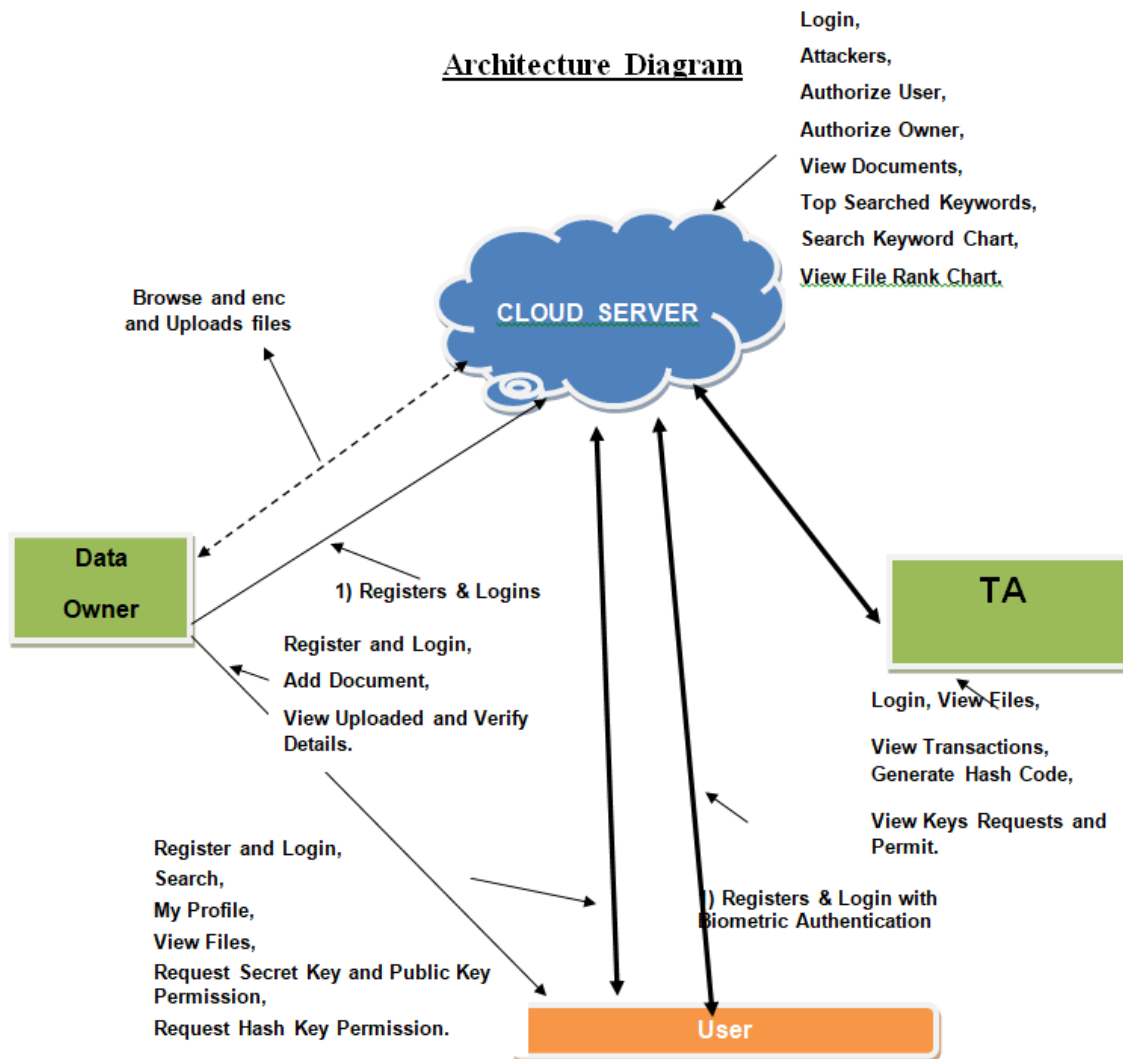 Architecture Diagram
Login,
Attackers,
Authorize User,
Authorize Owner,
View Documents,
Top Searched Keywords,
Search Keyword Chart,
View File Rank Chart.
CLOUD SERVER
Browse and enc
and Uploads files
Data
Owner
1) Registers & Logins
Register and Login,
Add Document,
View Uploaded and Verify
Details.
TA
Login, View Files,
View Transactions,
Generate Hash Code,
View Keys Requests and
Permit.
Register and Login,
Search,
My Profile,
View Files,
Request Secret Key and Public Key
Permission,
Request Hash Key Permission.
1) Registers & Login with
Biometric Authentication
User